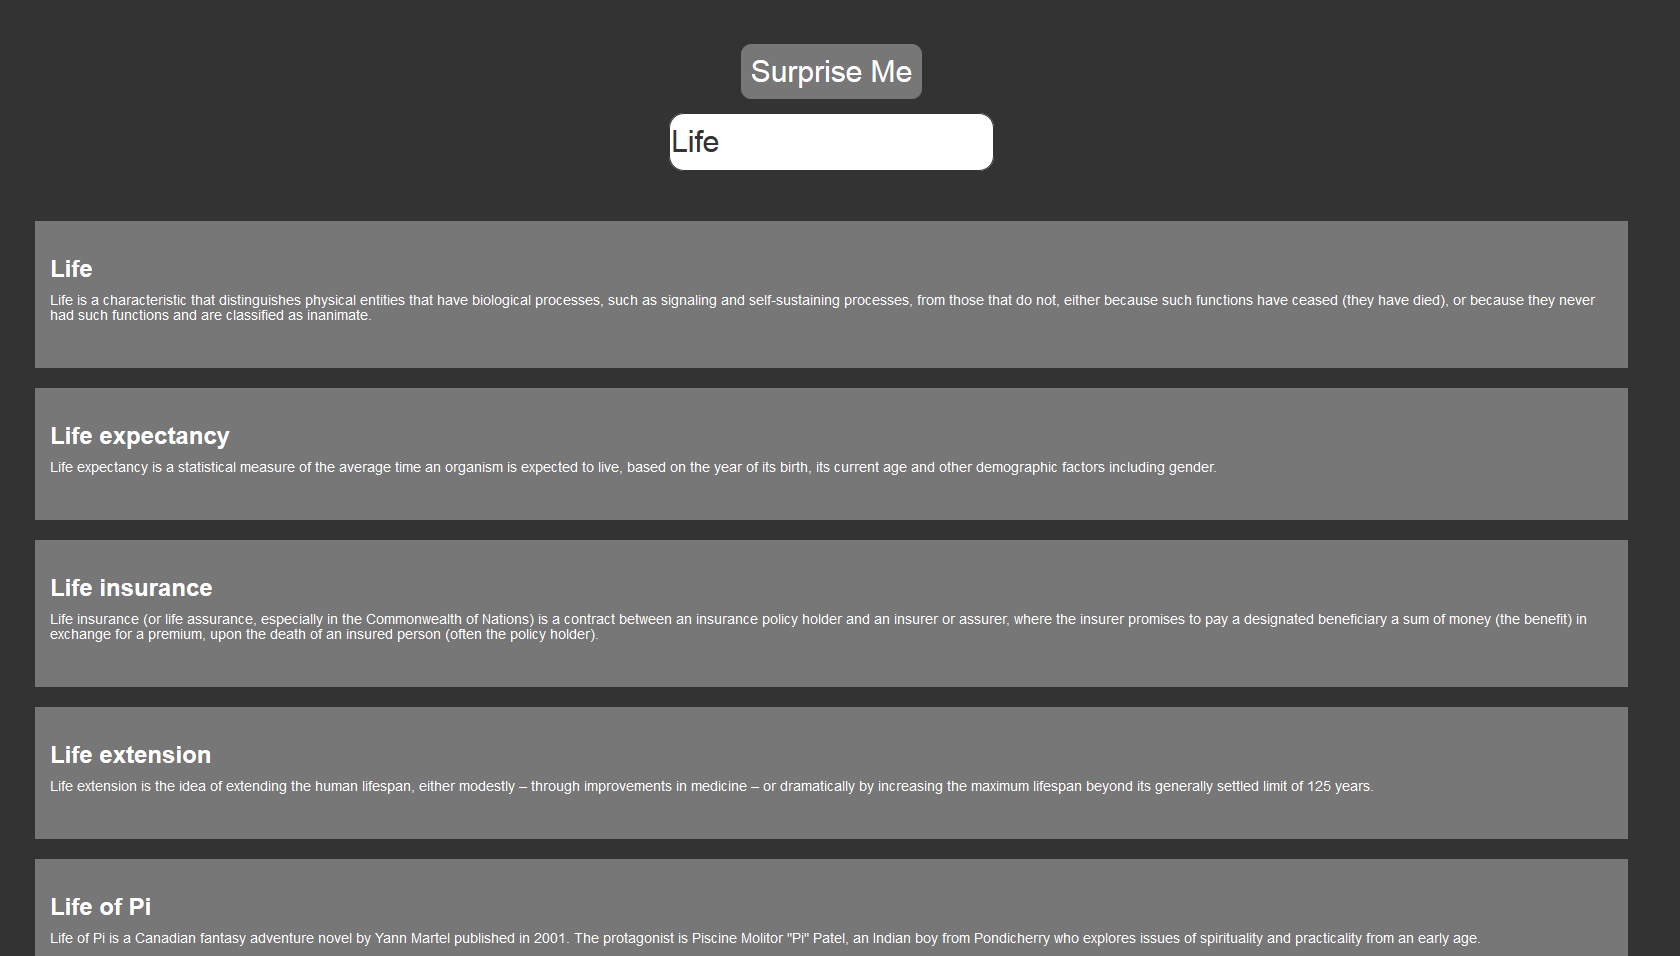 Surprise Me
Life
Life
Life is a characteristic that distinguishes physical entities that have biological processes, such as signaling and self-sustaining processes, from those that do not, either because such functions have ceased (they have died), or because they never
had such functions and are classified as inanimate.
Life expectancy
Life expectancy is a statistical measure of the average time an organism is expected to live, based on the year of its birth, its current age and other demographic factors including gender.
Life insurance
Life insurance (or life assurance, especially in the Commonwealth of Nations) is a contract between an insurance policy holder and an insurer or assurer, where the insurer promises to pay a designated beneficiary a sum of money (the benefit) in
exchange for a premium, upon the death of an insured person (often the policy holder).
Life extension
Life extension is the idea of extending the human lifespan, either modestly – through improvements in medicine – or dramatically by increasing the maximum lifespan beyond its generally settled limit of 125 years.
Life of Pi
Life of Pi is a Canadian fantasy adventure novel by Yann Martel published in 2001. The protagonist is Piscine Molitor "Pi" Patel, an Indian boy from Pondicherry who explores issues of spirituality and practicality from an early age.